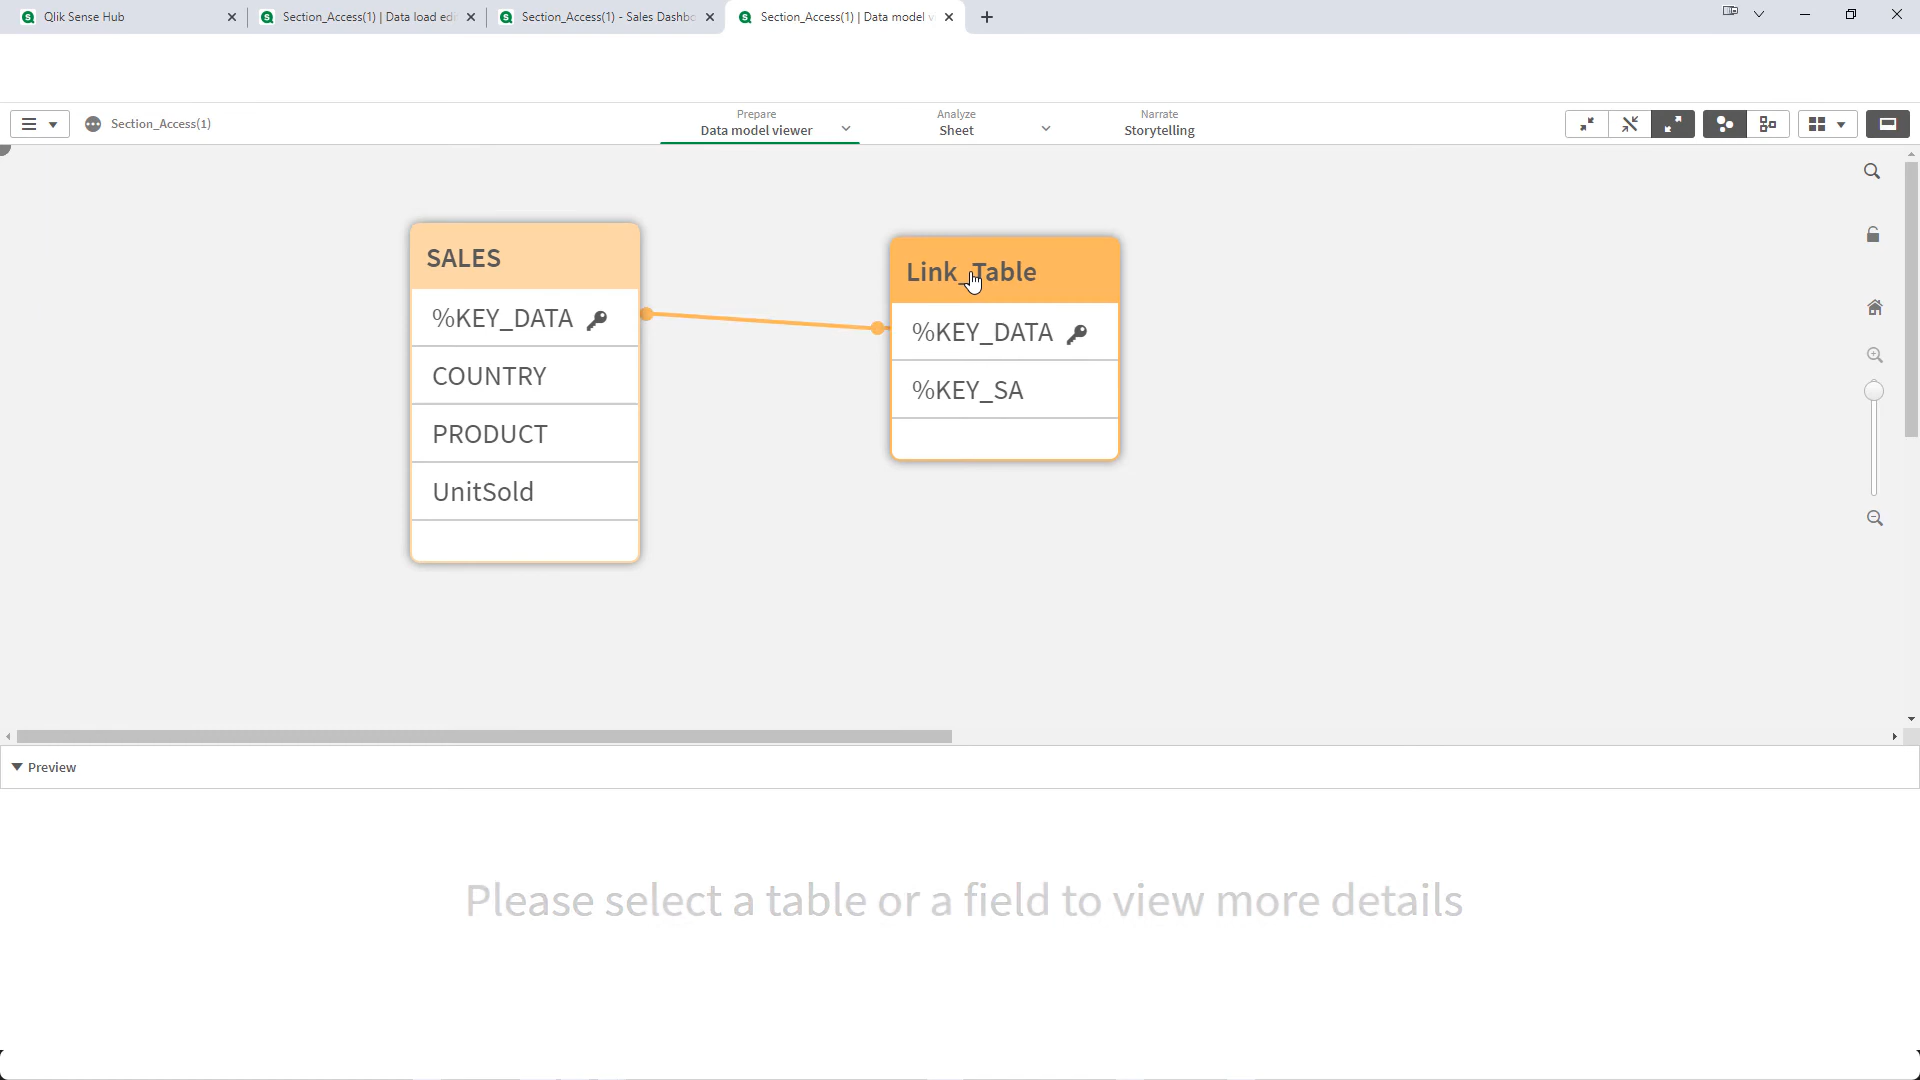 Qlik Sense Hub
Section_Access(1) | Data load edi
Section_Access(1) - Sales Dashbo
Section_Access(1) | Data model v
Section_Access(1)
Prepare
Data model viewer
Analyze
Sheet
Narrate
Storytelling
SALES
%KEY_DATA
COUNTRY
PRODUCT
UnitSold
Link_Table
%KEY_DATA
%KEY_SA
Preview
Please select a table or a field to view more details